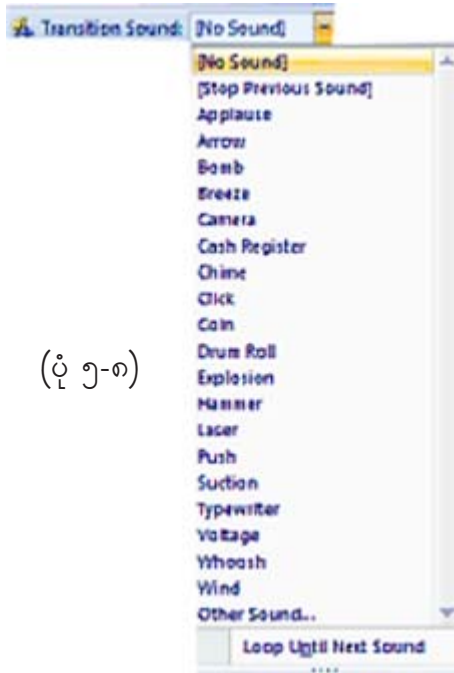 Transition Sound: [No Sound]
[No Sound]
[Stop Previous Sound]
Applause
Arrow
Bomb
Breeze
Camera
Cash Register
Chime
Click
Coin
Drum Roll
Explosion
Hammer
Laser
Push
Suction
Typewriter
Voltage
Whoosh
Wind
Other Sound...
Loop Until Next Sound
(ပုံ ၅-၈)